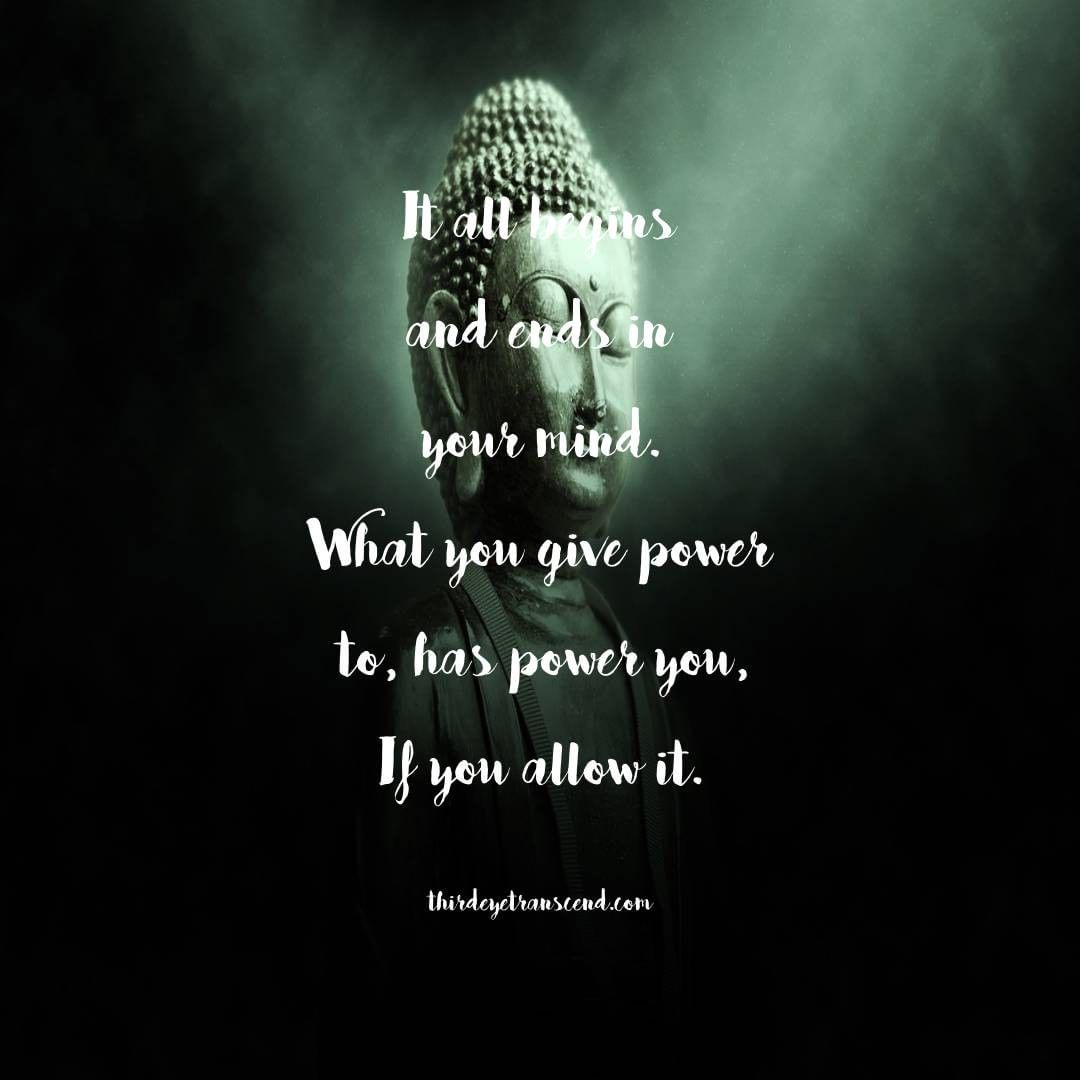 It all begins
and ends in
your mind.
What you give power
to, has power you,
If you allow it.
thirdeyetranscend.com